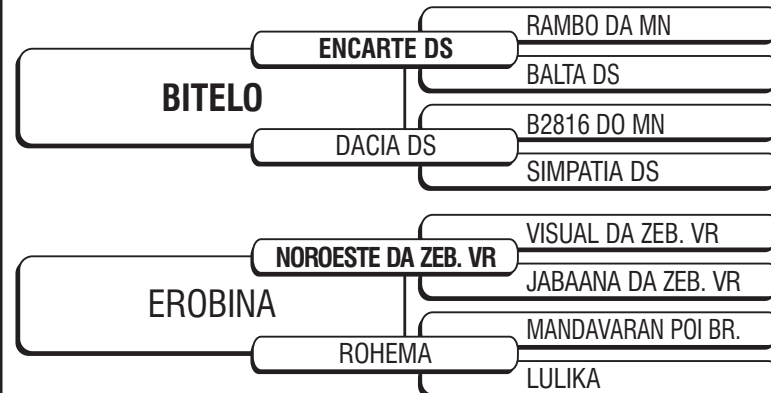 RAMBO DA MN
ENCARTE DS
BALTA DS
BITELO
B2816 DO MN
DACIA DS
SIMPATIA DS
VISUAL DA ZEB. VR
NOROESTE DA ZEB. VR
JABAANA DA ZEB. VR
EROBINA
MANDAVARAN POI BR.
ROHEMA
LULIKA